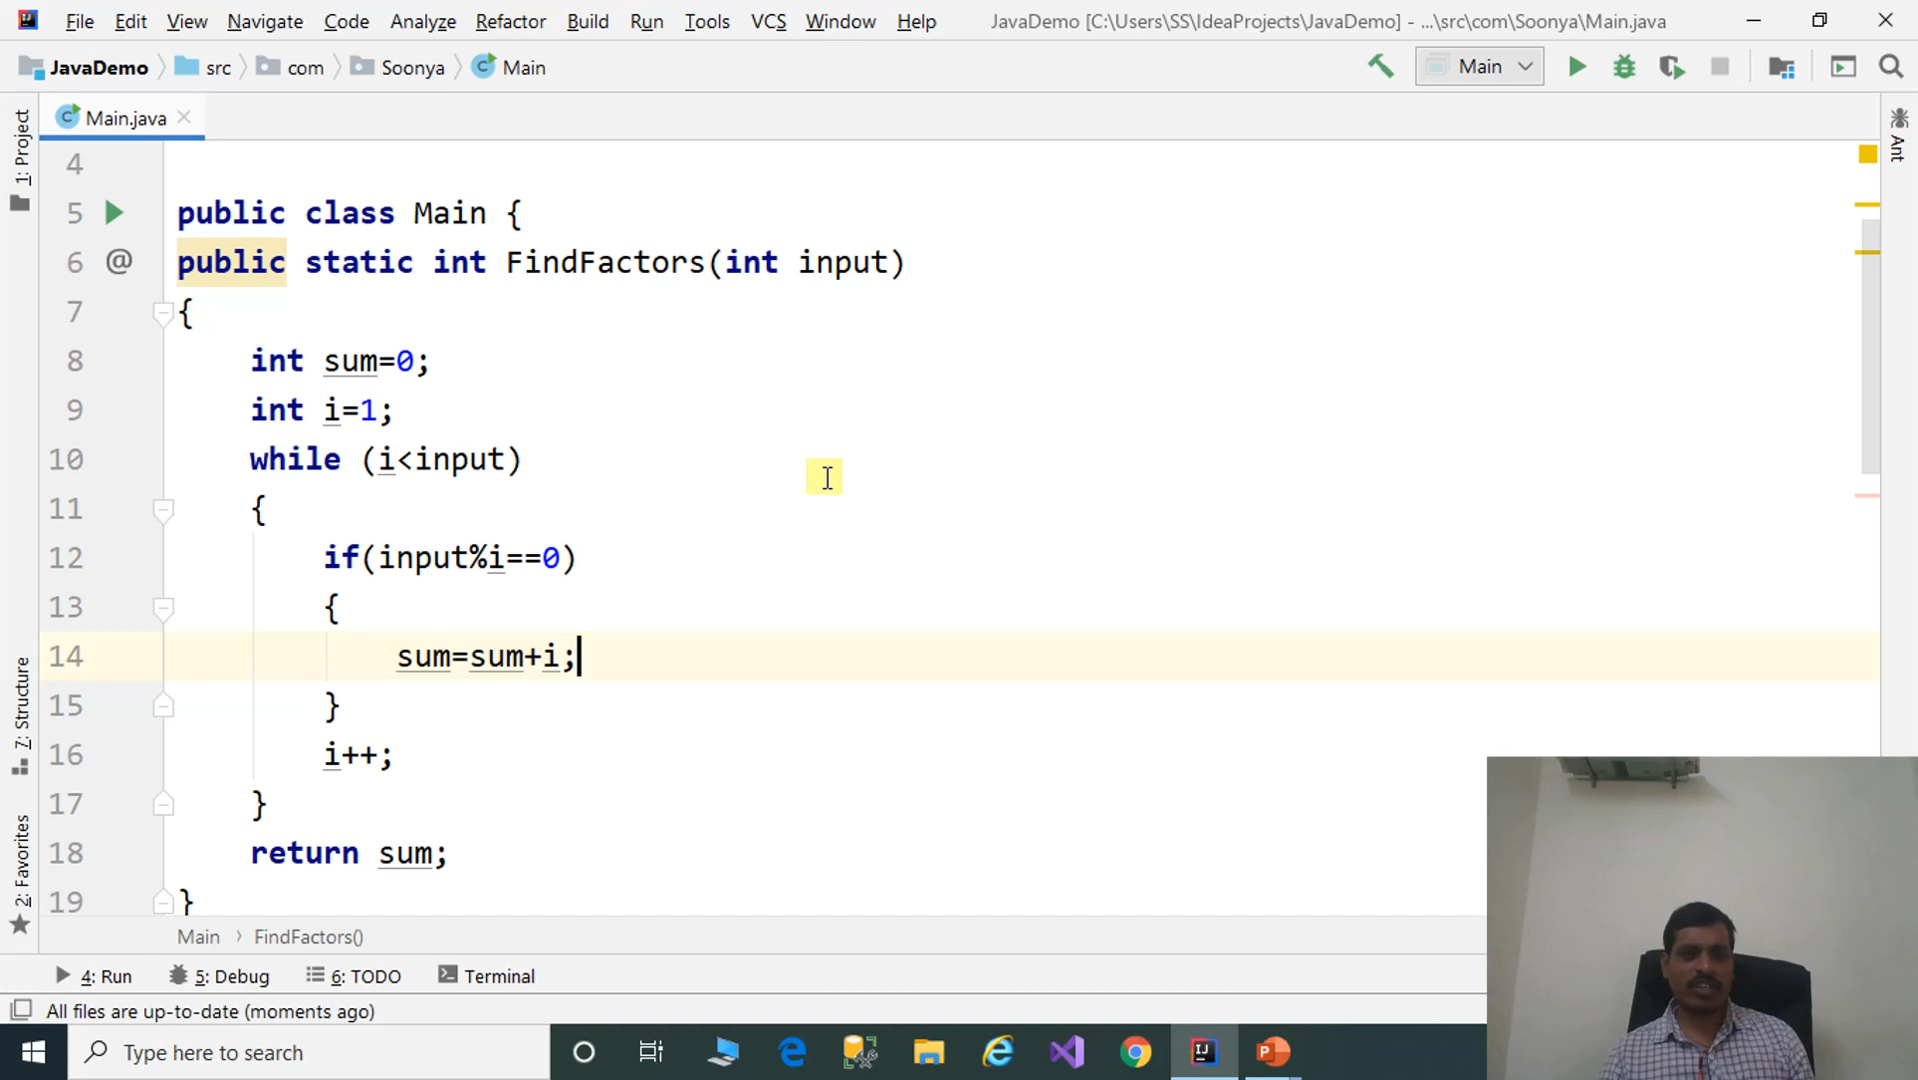 File Edit View Navigate Code Analyze Refactor Build Run Tools VCS Window Help JavaDemo [C:\Users\SS\IdeaProjects\JavaDemo] - ...\src\com\Soonya\Main.java
JavaDemo src com Soonya Main Main
Main.java
1: Project
7: Structure
2: Favorites
Ant
4
5 public class Main {
6 @ public static int FindFactors(int input)
7 {
8 int sum=0;
9 int i=1;
10 while (i<input)
11 {
12 if(input%i==0)
13 {
14 sum=sum+i;
15 }
16 i++;
17 }
18 return sum;
19 }
Main FindFactors()
4: Run 5: Debug 6: TODO Terminal
All files are up-to-date (moments ago)
Type here to search